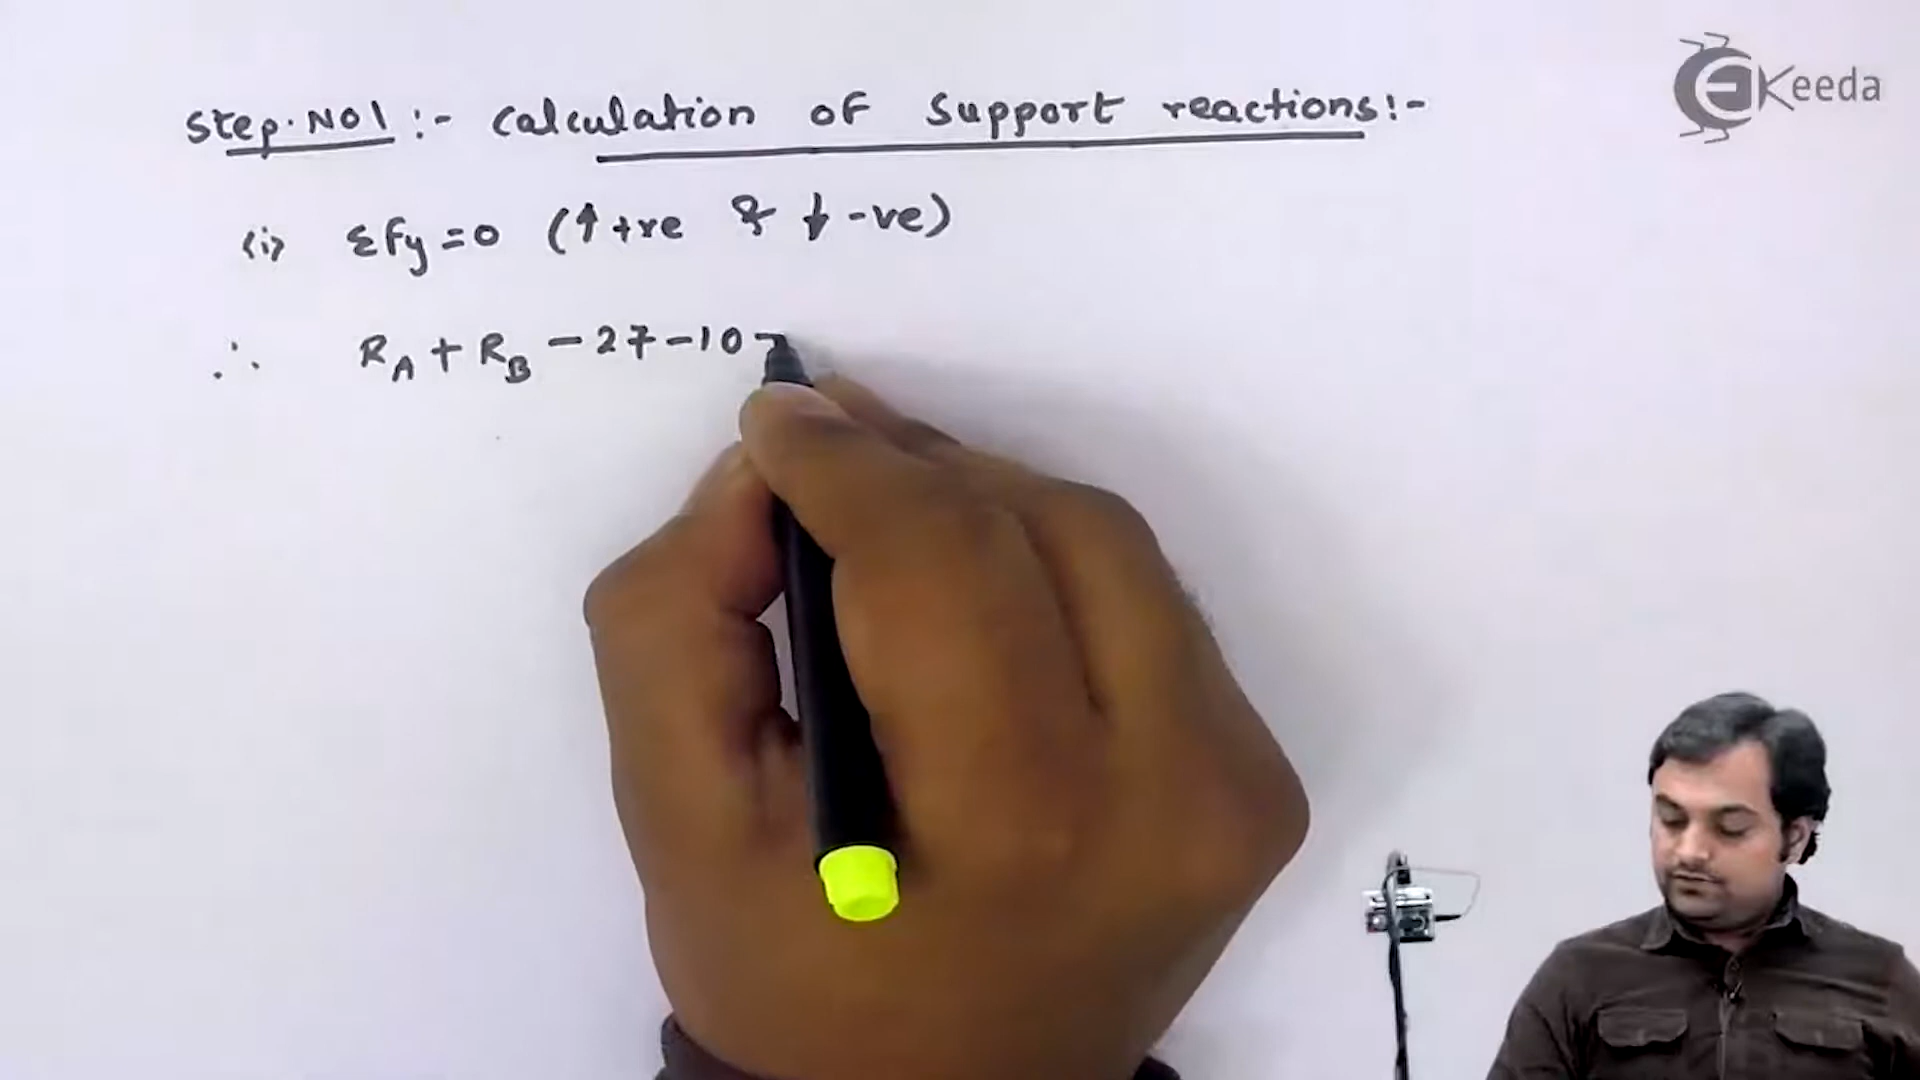 Ekeeda
Step.No1:- Calculation of Support reactions:-
(i) Σfy=0 (↑+ve & ↓-ve)
∴ RA + RB - 27 - 10